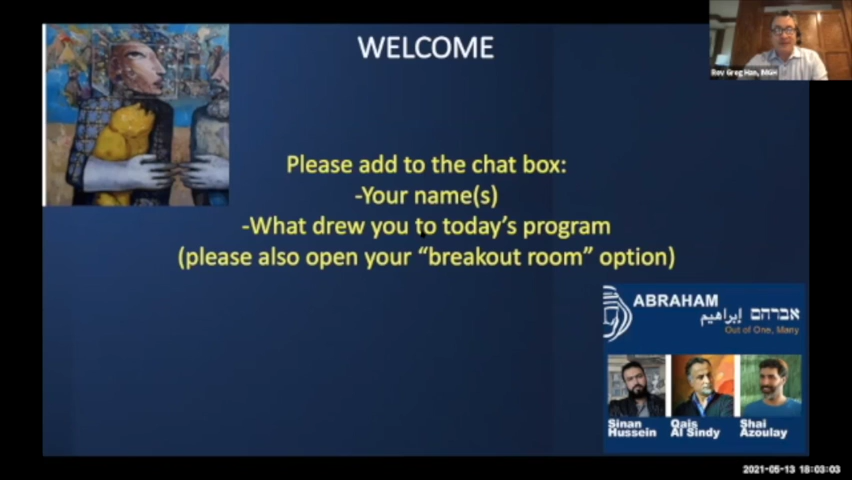 WELCOME
Rev Greg Han, IMGH
Please add to the chat box:
-Your name(s)
-What drew you to today's program
(please also open your “breakout room” option)
ABRAHAM
إبراهيم אברהם
Out of One, Many
Sinan Hussein
Qais Al Sindy
Shai Azoulay
2021-05-13 18:03:03